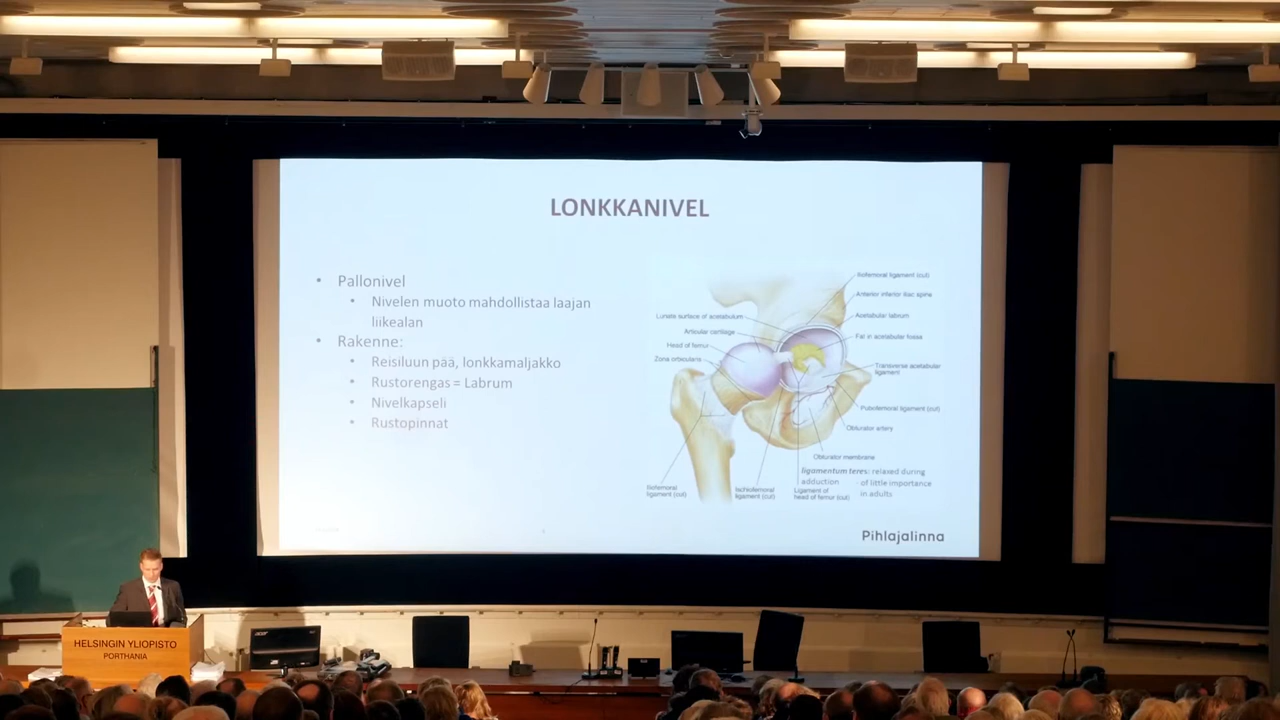 LONKKANIVEL
• Pallonivel
• Nivelen muoto mahdollistaa laajan
liikealan
• Rakenne:
• Reisiluun pää, lonkkamaljakko
• Rustorengas = Labrum
• Nivelkapseli
• Rustopinnat
Iliofemoral ligament (cut)
Anterior inferior iliac spine
Lunate surface of acetabulum
Acetabular labrum
Articular cartilage
Fat in acetabular fossa
Head of femur
Zona orbicularis
Transverse acetabular
ligament
Pubofemoral ligament (cut)
Obturator artery
Obturator membrane
ligamentum teres: relaxed during
adduction - of little importance
in adults
Iliofemoral
ligament (cut)
Ischiofemoral
ligament (cut)
Ligament of
head of femur (cut)
Pihlajalinna
HELSINGIN YLIOPISTO
PORTHANIA
acer